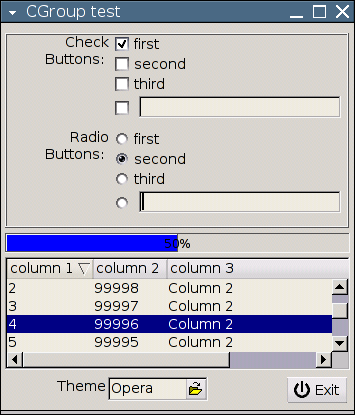 CGroup test
Check Buttons: first
second
third
Radio Buttons: first
second
third
50%
column 1 column 2 Column 3
2 99998 Column 2
3 99997 Column 2
4 99996 Column 2
5 99995 Column 2
Theme Opera Exit